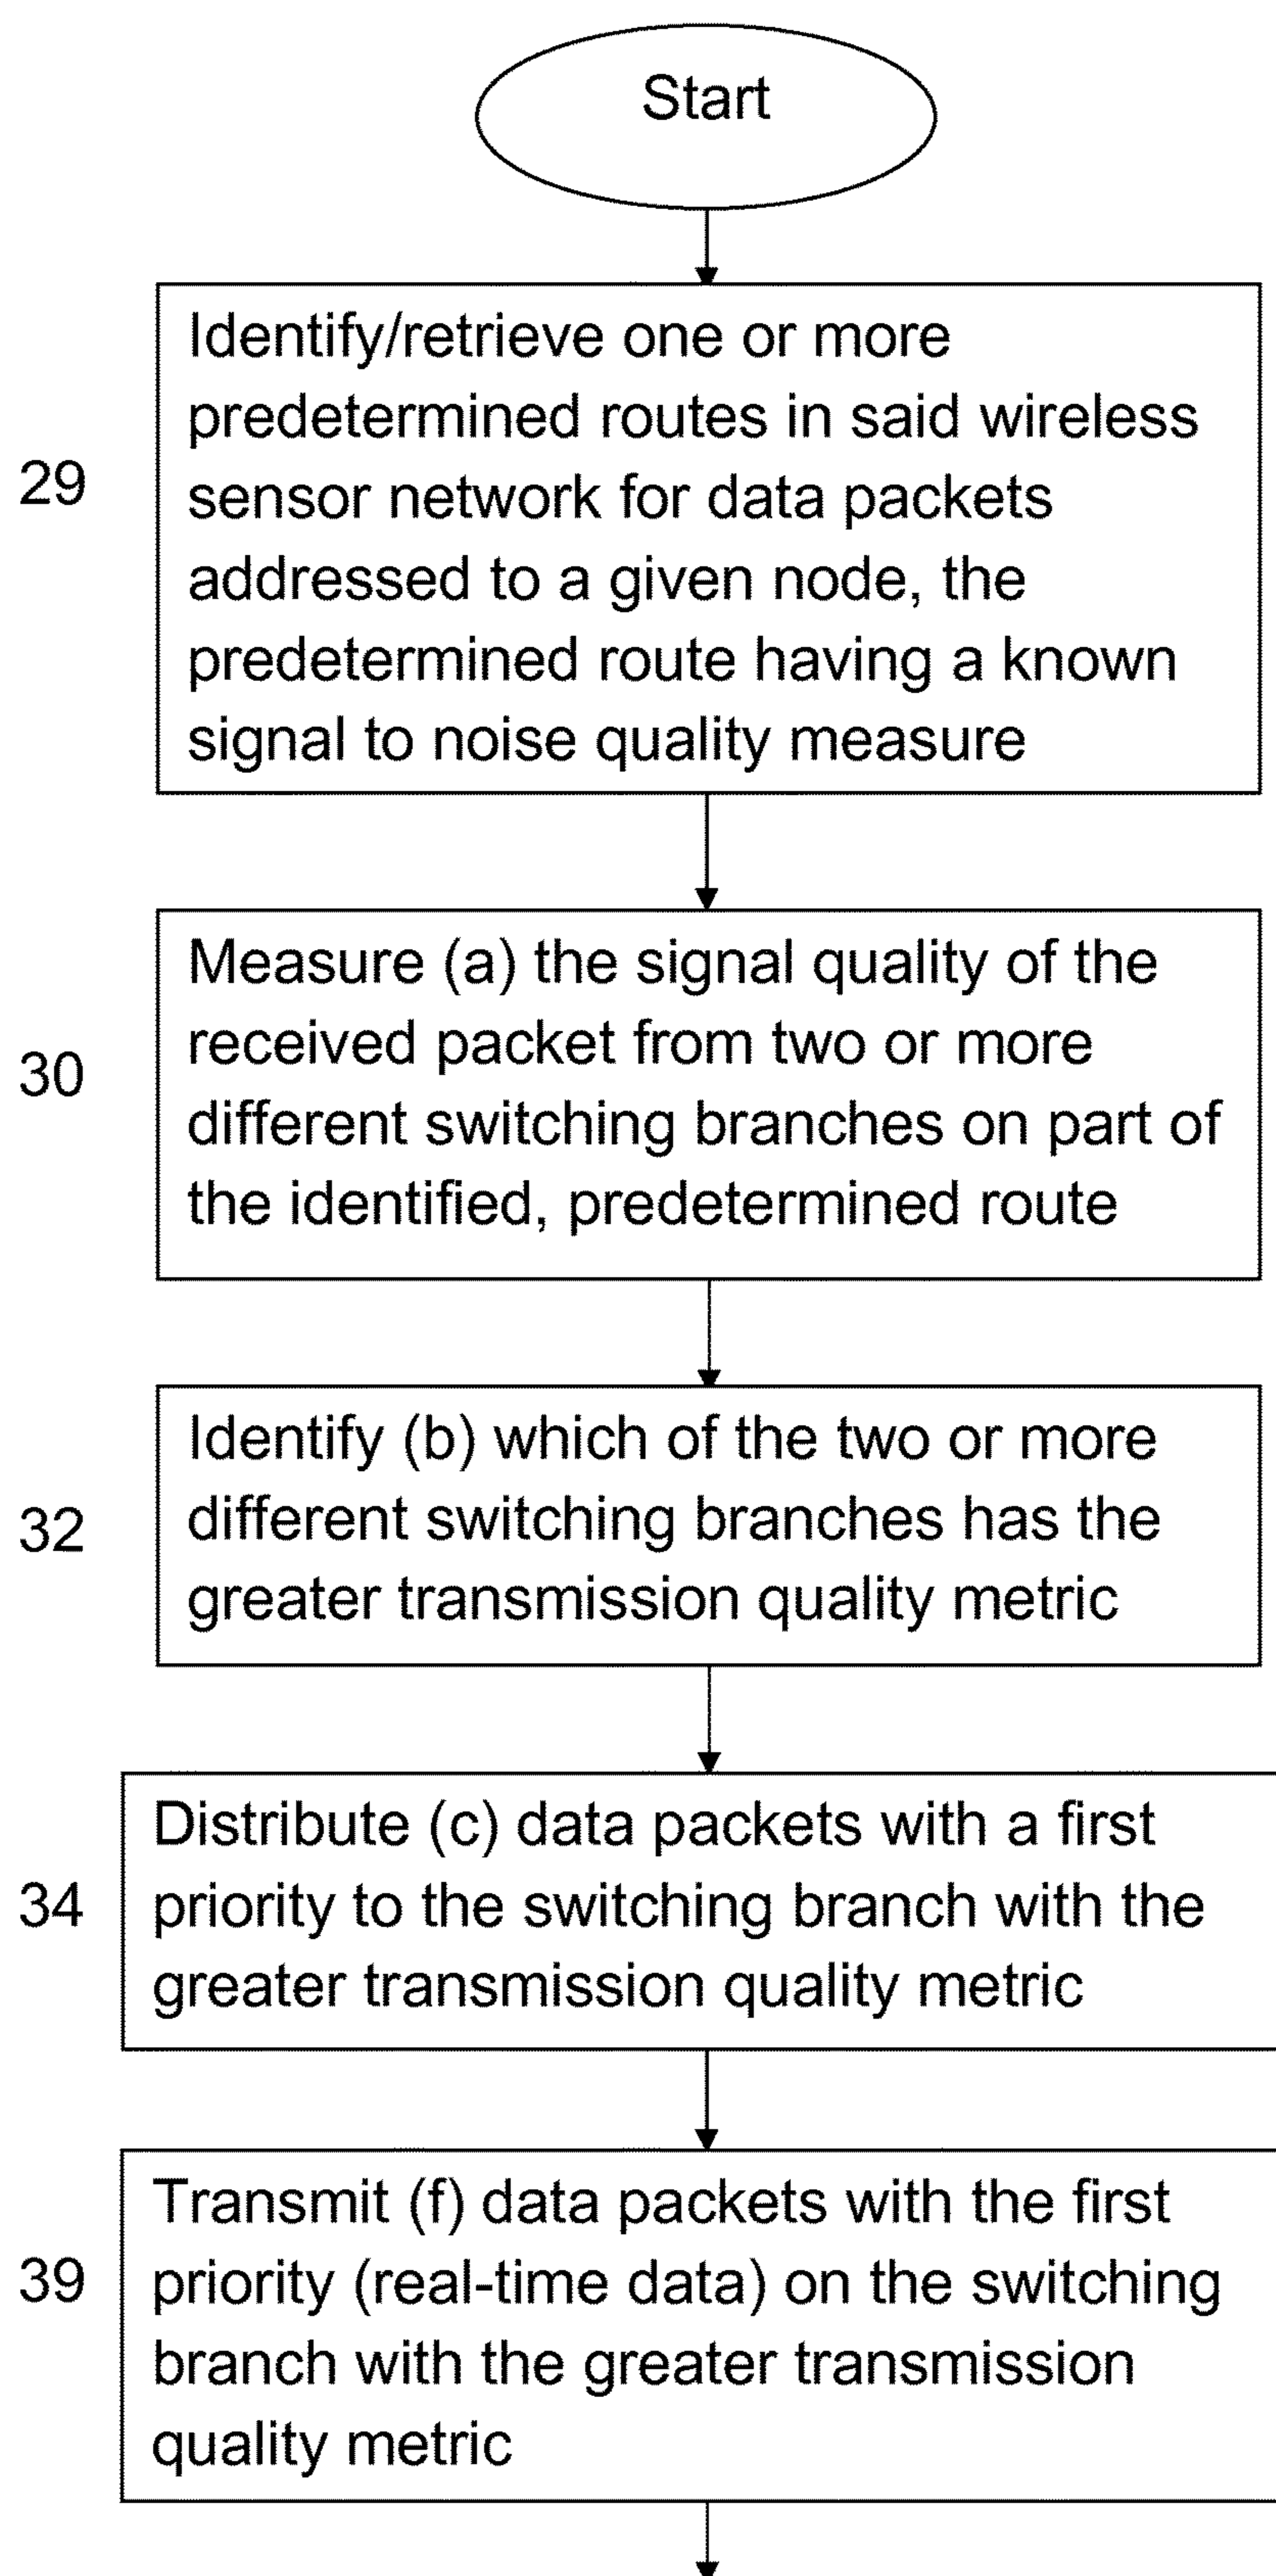 Start
Identify/retrieve one or more
predetermined routes in said wireless
29
sensor network for data packets
addressed to a given node, the
predetermined route having a known
signal to noise quality measure
Measure (a) the signal quality of the
received packet from two or more
30
different switching branches on part of
the identified, predetermined route
Identify (b) which of the two or more
32
different switching branches has the
greater transmission quality metric
Distribute (c) data packets with a first
34
priority to the switching branch with the
greater transmission quality metric
Transmit (f) data packets with the first
39
priority (real-time data) on the switching
branch with the greater transmission
quality metric